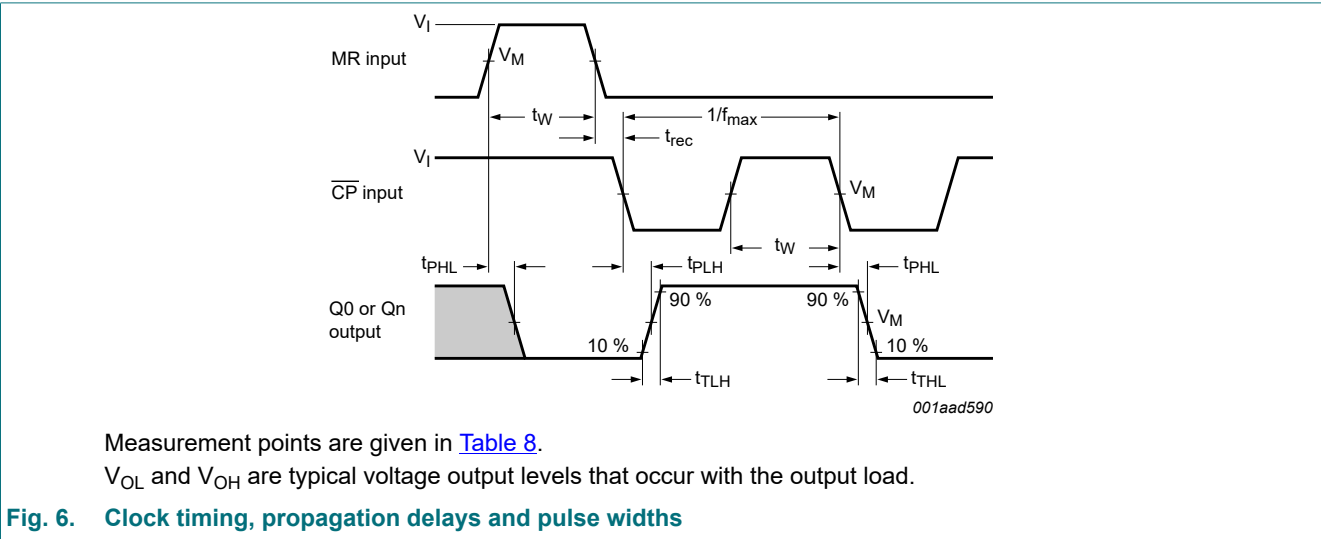 V_I
MR input
V_M
t_W
1/f_max
t_rec
V_I
C̅P̅ input
V_M
t_W
t_PHL
t_PLH
t_PHL
Q0 or Qn
output
90 %
90 %
V_M
10 %
10 %
t_TLH
t_THL
001aad590
Measurement points are given in Table 8.
V_OL and V_OH are typical voltage output levels that occur with the output load.
Fig. 6. Clock timing, propagation delays and pulse widths